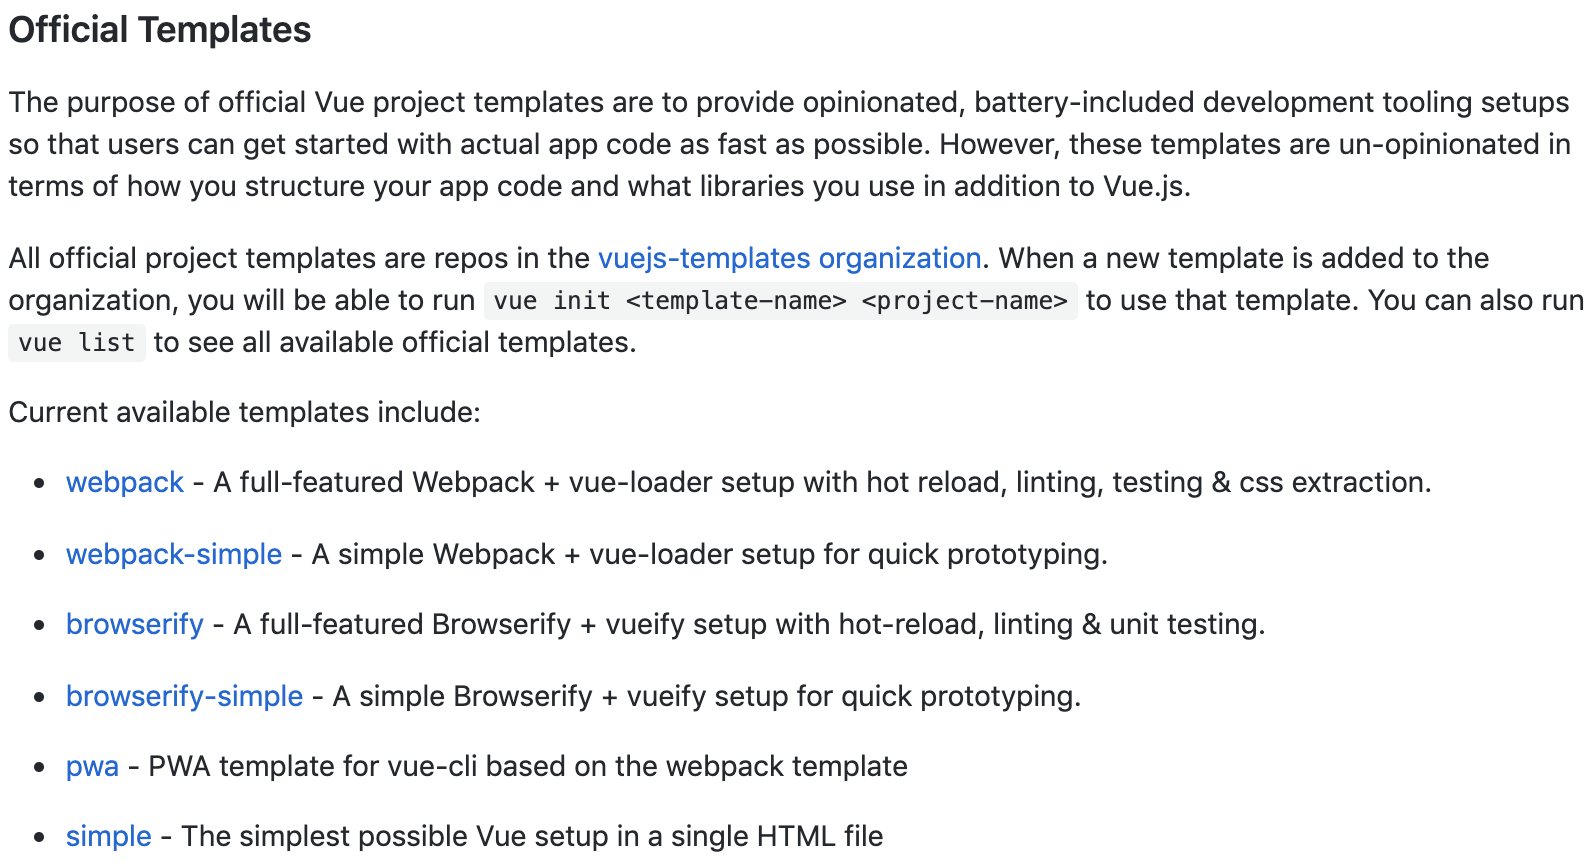 Official Templates
The purpose of official Vue project templates are to provide opinionated, battery-included development tooling setups
so that users can get started with actual app code as fast as possible. However, these templates are un-opinionated in
terms of how you structure your app code and what libraries you use in addition to Vue.js.
All official project templates are repos in the vuejs-templates organization. When a new template is added to the
organization, you will be able to run vue init <template-name> <project-name> to use that template. You can also run
vue list to see all available official templates.
Current available templates include:
• webpack - A full-featured Webpack + vue-loader setup with hot reload, linting, testing & css extraction.
• webpack-simple - A simple Webpack + vue-loader setup for quick prototyping.
• browserify - A full-featured Browserify + vueify setup with hot-reload, linting & unit testing.
• browserify-simple - A simple Browserify + vueify setup for quick prototyping.
• pwa - PWA template for vue-cli based on the webpack template
• simple - The simplest possible Vue setup in a single HTML file